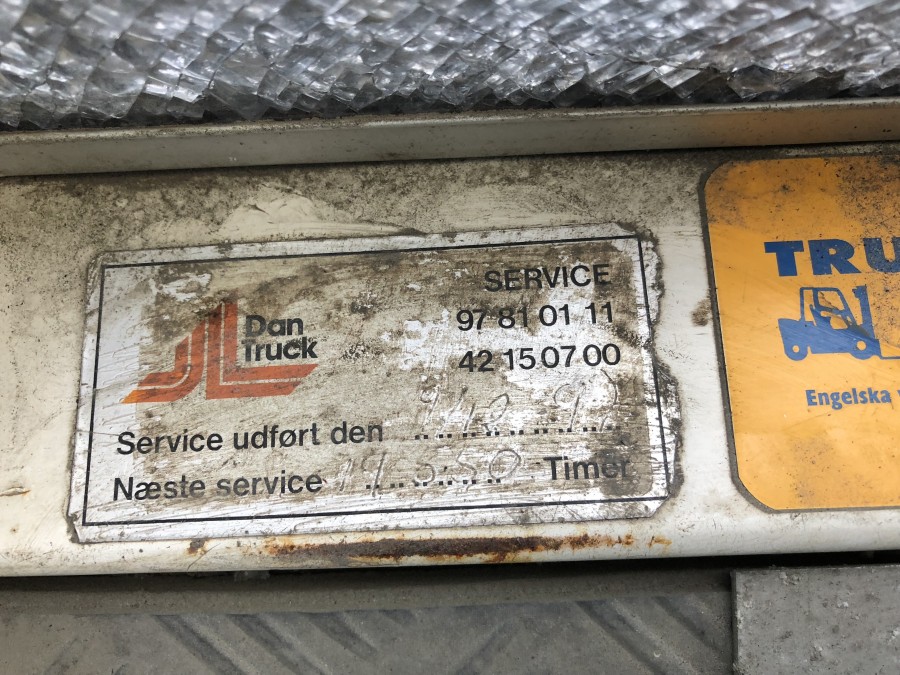 Dan
Truck
SERVICE
97 81 01 11
42 15 07 00
Service udført den
Næste service Timer
TRU
Engelska